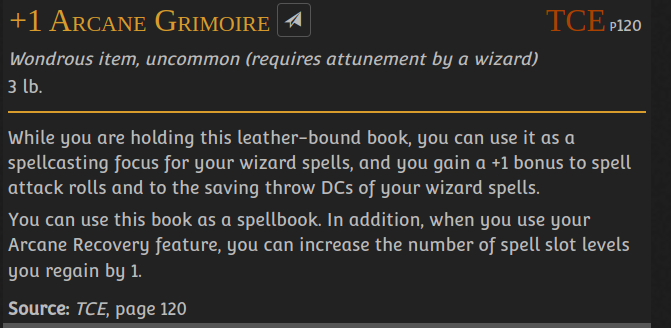 +1 Arcane Grimoire TCE p120
Wondrous item, uncommon (requires attunement by a wizard)
3 lb.
While you are holding this leather-bound book, you can use it as a
spellcasting focus for your wizard spells, and you gain a +1 bonus to spell
attack rolls and to the saving throw DCs of your wizard spells.
You can use this book as a spellbook. In addition, when you use your
Arcane Recovery feature, you can increase the number of spell slot levels
you regain by 1.
Source: TCE, page 120